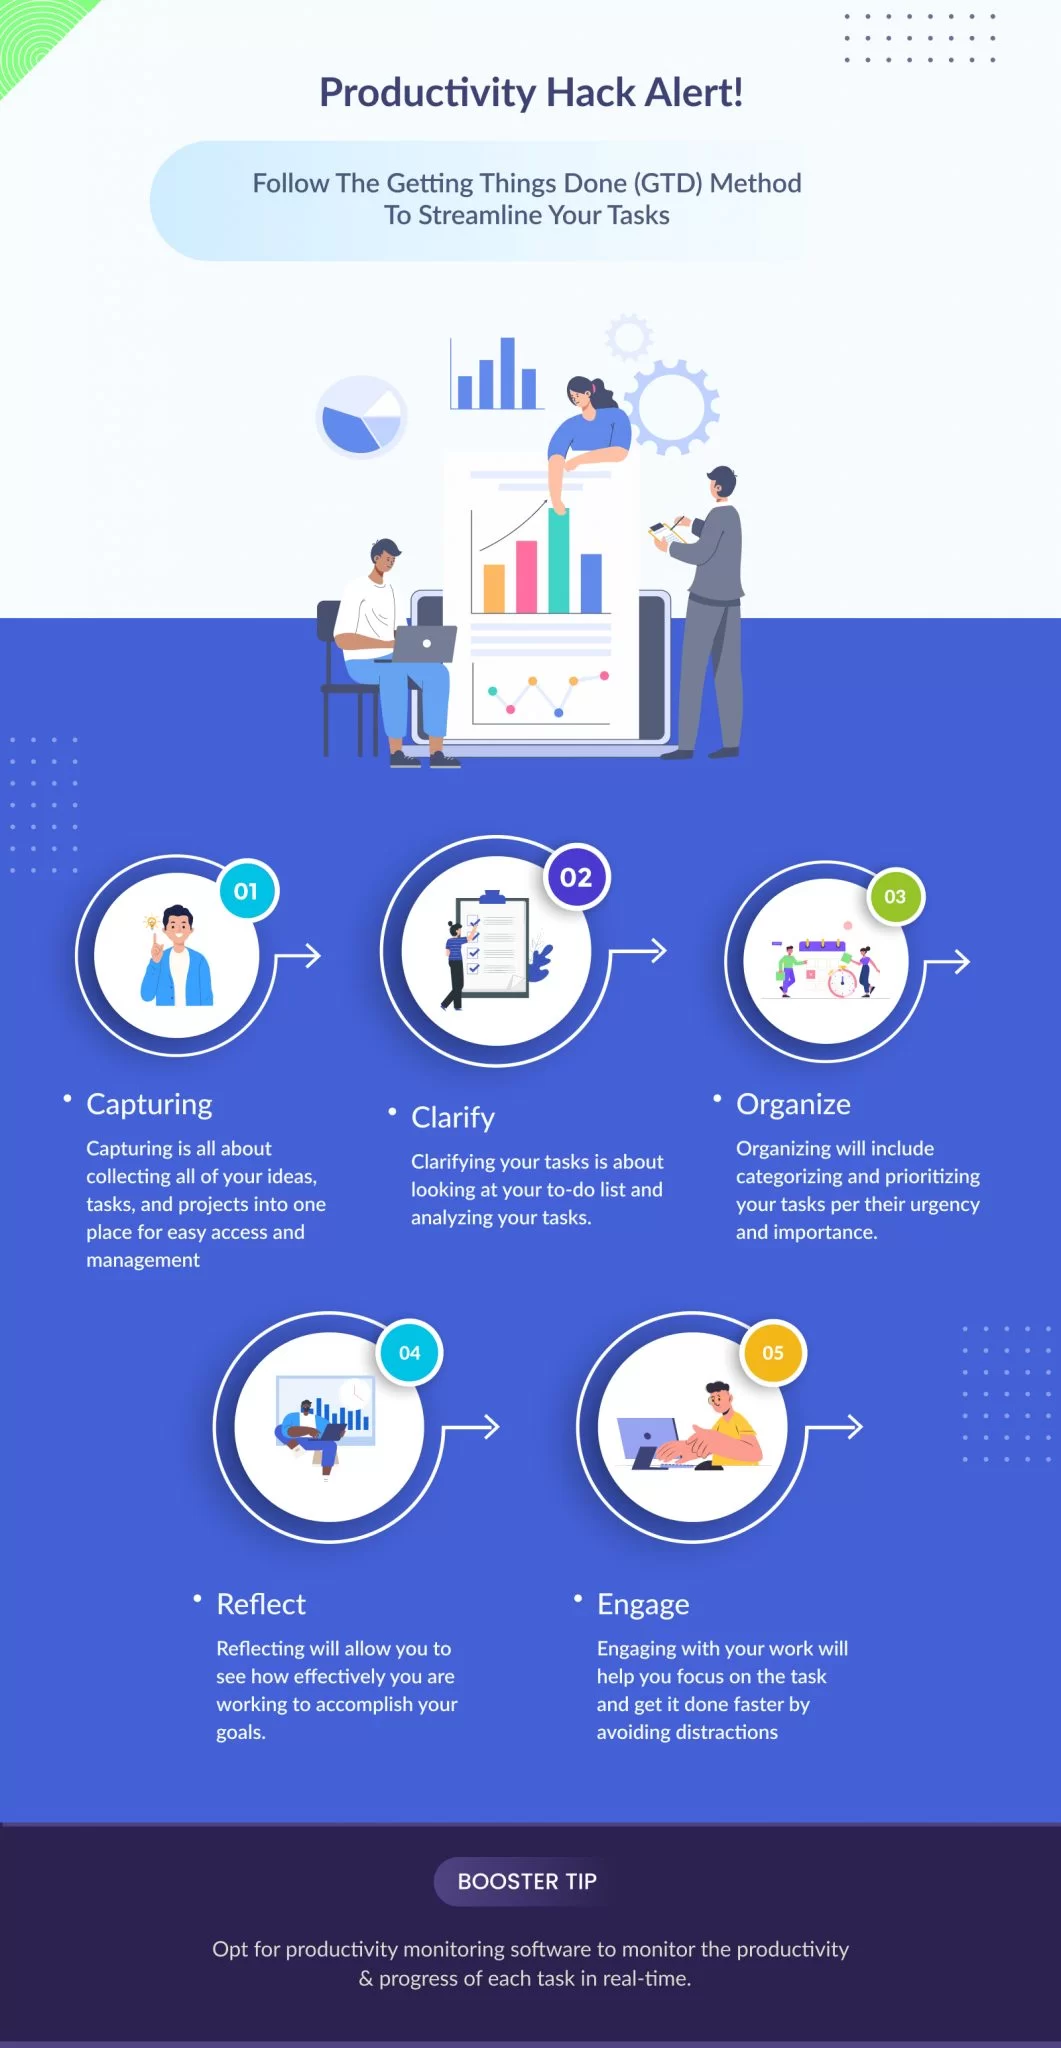 Productivity Hack Alert!
Follow The Getting Things Done (GTD) Method
To Streamline Your Tasks
01
02
03
• Capturing
Capturing is all about
collecting all of your ideas,
tasks, and projects into one
place for easy access and
management
• Clarify
Clarifying your tasks is about
looking at your to-do list and
analyzing your tasks.
• Organize
Organizing will include
categorizing and prioritizing
your tasks per their urgency
and importance.
04
05
• Reflect
Reflecting will allow you to
see how effectively you are
working to accomplish your
goals.
• Engage
Engaging with your work will
help you focus on the task
and get it done faster by
avoiding distractions
BOOSTER TIP
Opt for productivity monitoring software to monitor the productivity
& progress of each task in real-time.